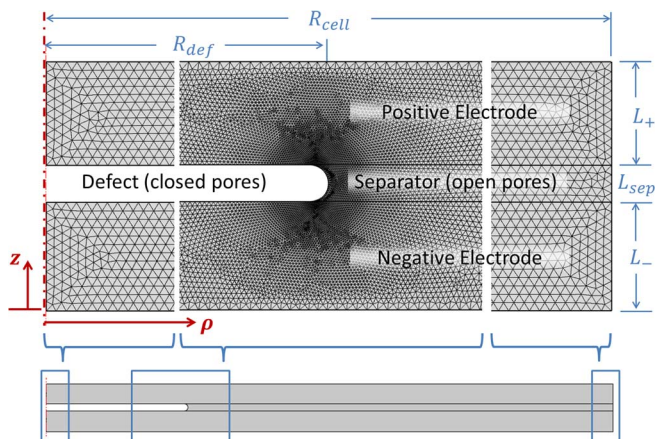 R_cell
R_def
Positive Electrode
L_+
Defect (closed pores)
Separator (open pores)
L_sep
Negative Electrode
L_−
z
ρ